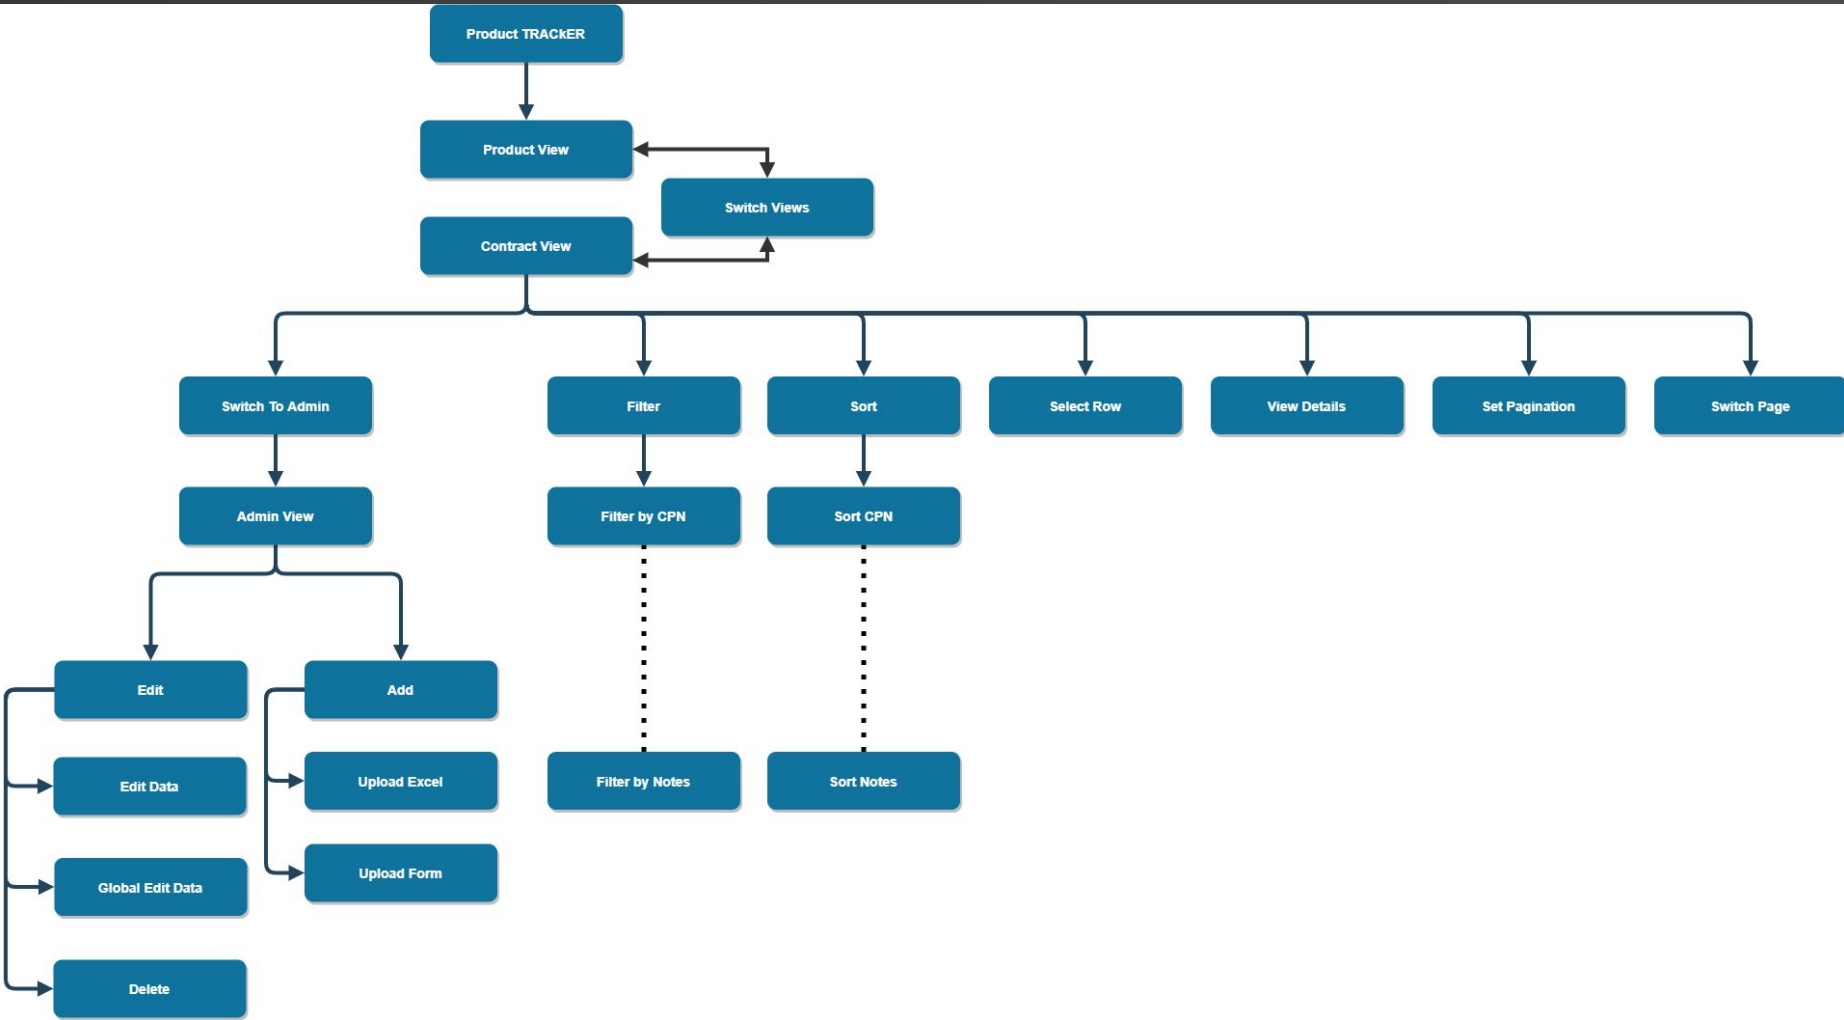 Product TRACkER
Product View
Switch Views
Contract View
Switch To Admin
Filter
Sort
Select Row
View Details
Set Pagination
Switch Page
Admin View
Filter by CPN
Sort CPN
Edit
Add
Edit Data
Upload Excel
Filter by Notes
Sort Notes
Global Edit Data
Upload Form
Delete